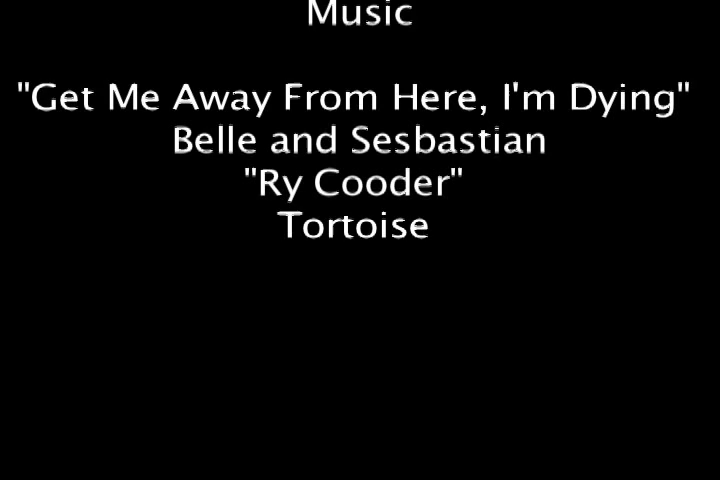 Music
"Get Me Away From Here, I'm Dying"
Belle and Sesbastian
"Ry Cooder"
Tortoise